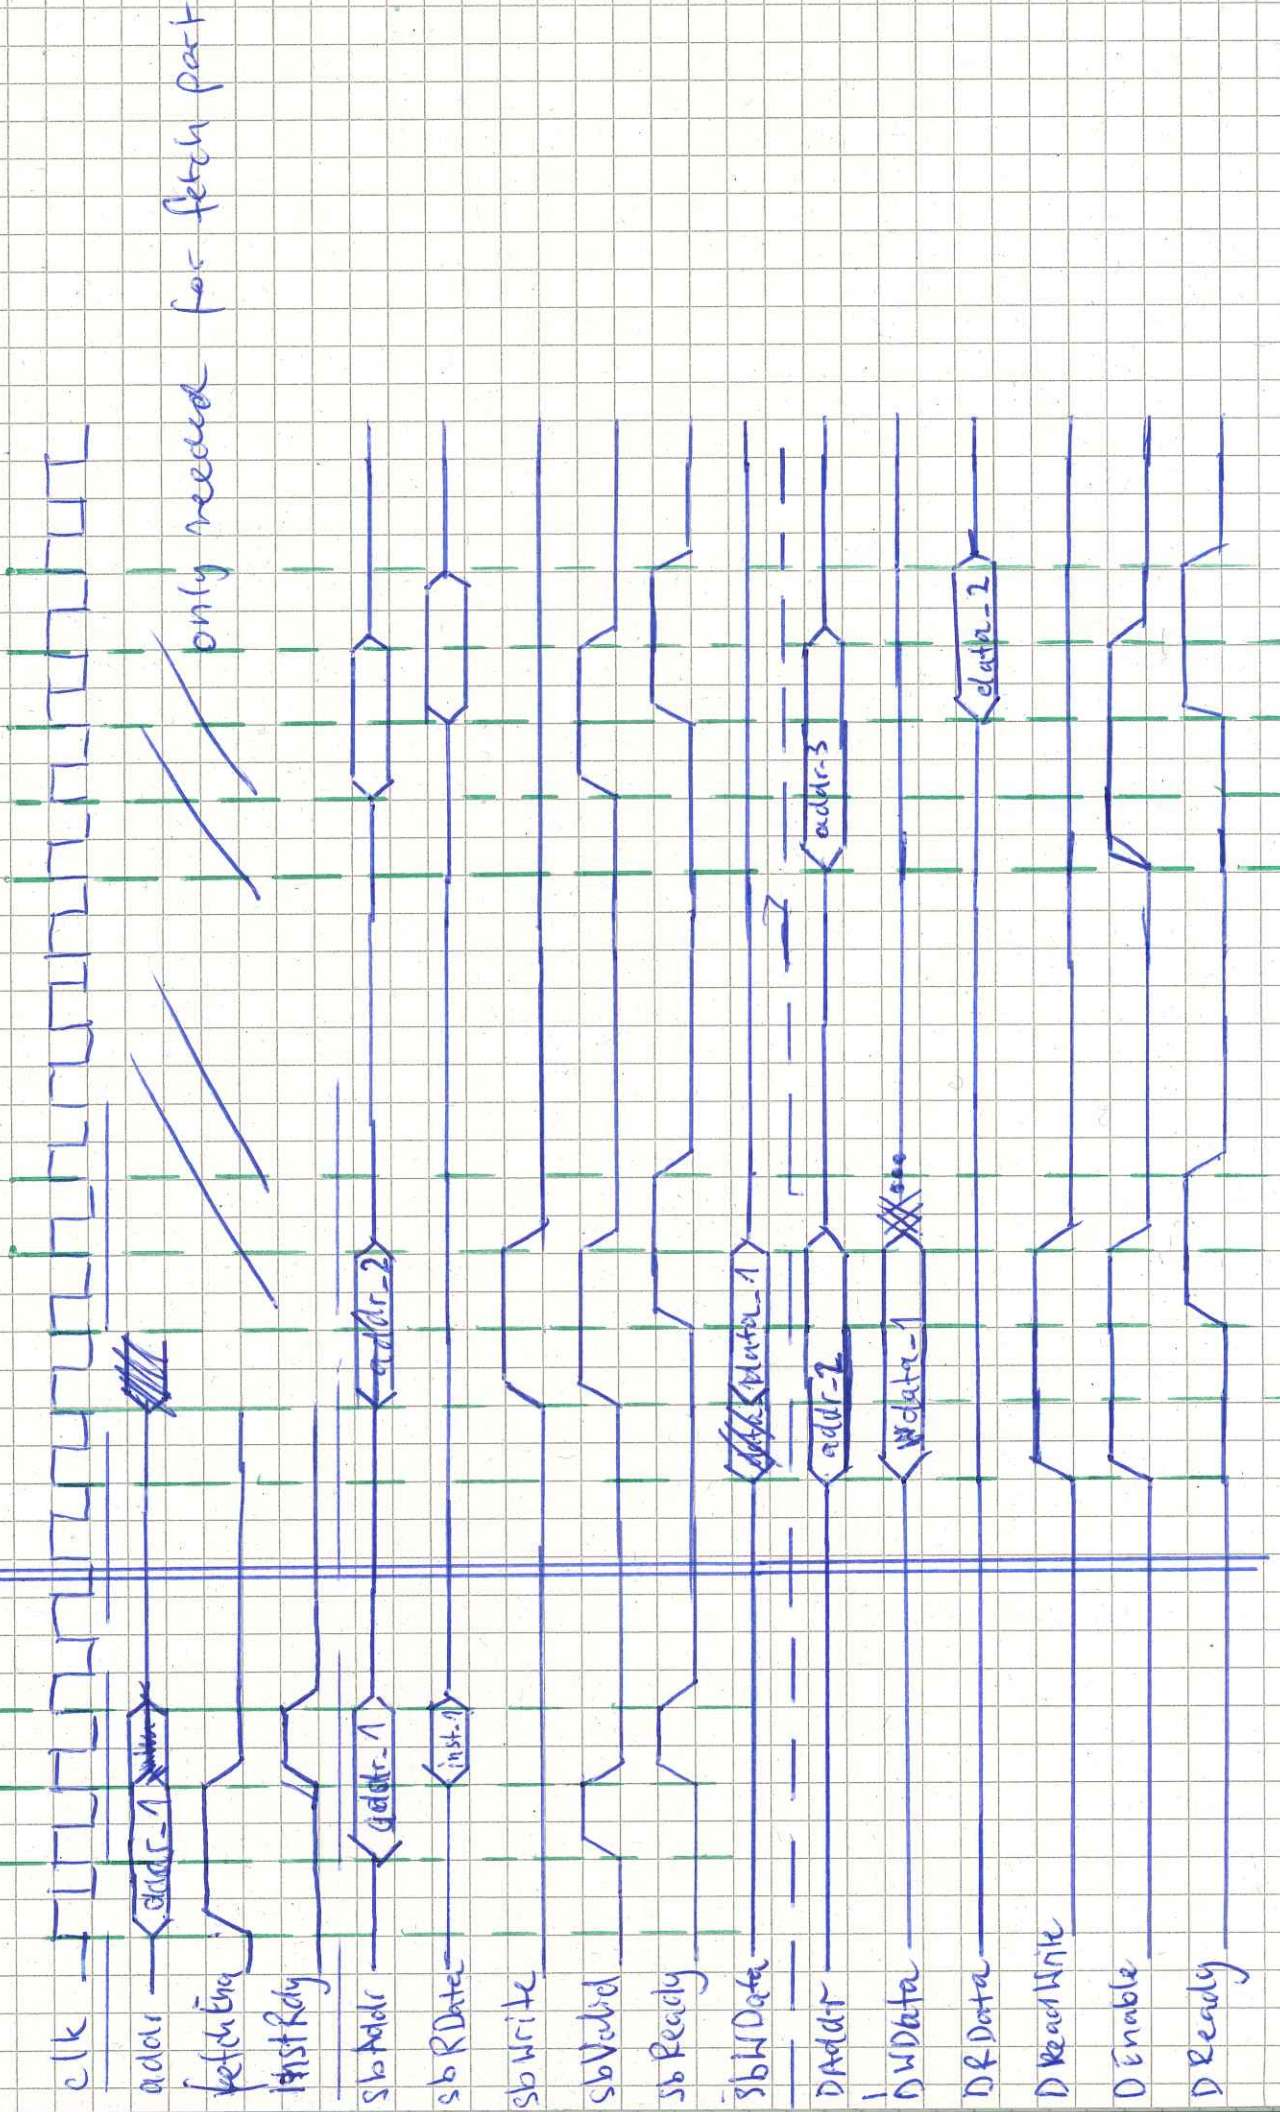 clk
addr
addr_1
only needed for fetch part
fetchEna
InstRdy
sbAddr
addr_1
addr_2
sbRData
inst_1
sbWrite
sbValid
sbReady
sbWData
data_1
DAddr
addr_2
addr_3
DWData
Wdata_1
DRData
data_2
DReadWrite
DEnable
DReady